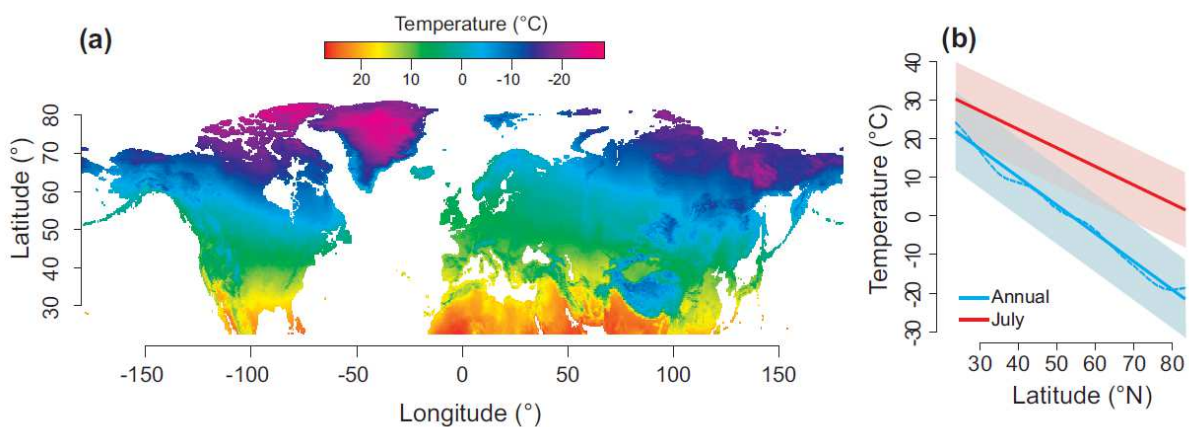 (a)
Temperature (°C)
20 10 0 -10 -20
Latitude (°)
80
70
60
50
40
30
-150 -100 -50 0 50 100 150
Longitude (°)
(b)
Temperature (°C)
40
30
20
10
0
-10
-20
-30
Annual
July
30 40 50 60 70 80
Latitude (°N)